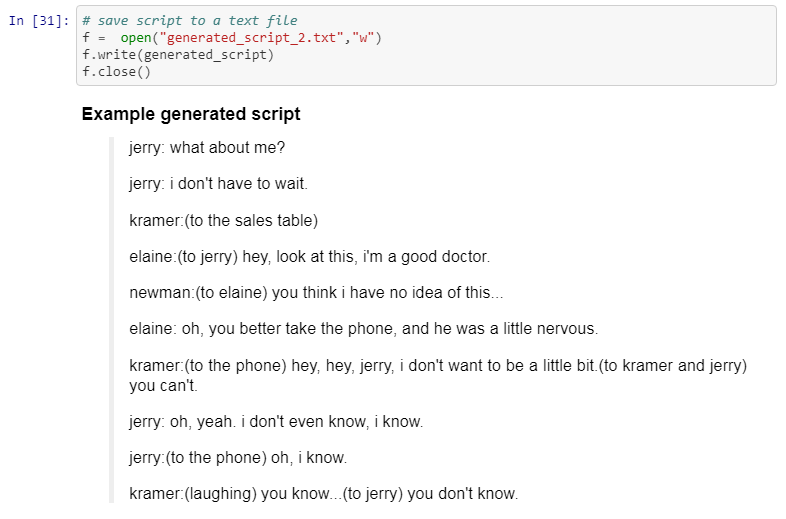 In [31]: # save script to a text file
f =  open("generated_script_2.txt","w")
f.write(generated_script)
f.close()
Example generated script
jerry: what about me?
jerry: i don't have to wait.
kramer:(to the sales table)
elaine:(to jerry) hey, look at this, i'm a good doctor.
newman:(to elaine) you think i have no idea of this...
elaine: oh, you better take the phone, and he was a little nervous.
kramer:(to the phone) hey, hey, jerry, i don't want to be a little bit.(to kramer and jerry)
you can't.
jerry: oh, yeah. i don't even know, i know.
jerry:(to the phone) oh, i know.
kramer:(laughing) you know...(to jerry) you don't know.